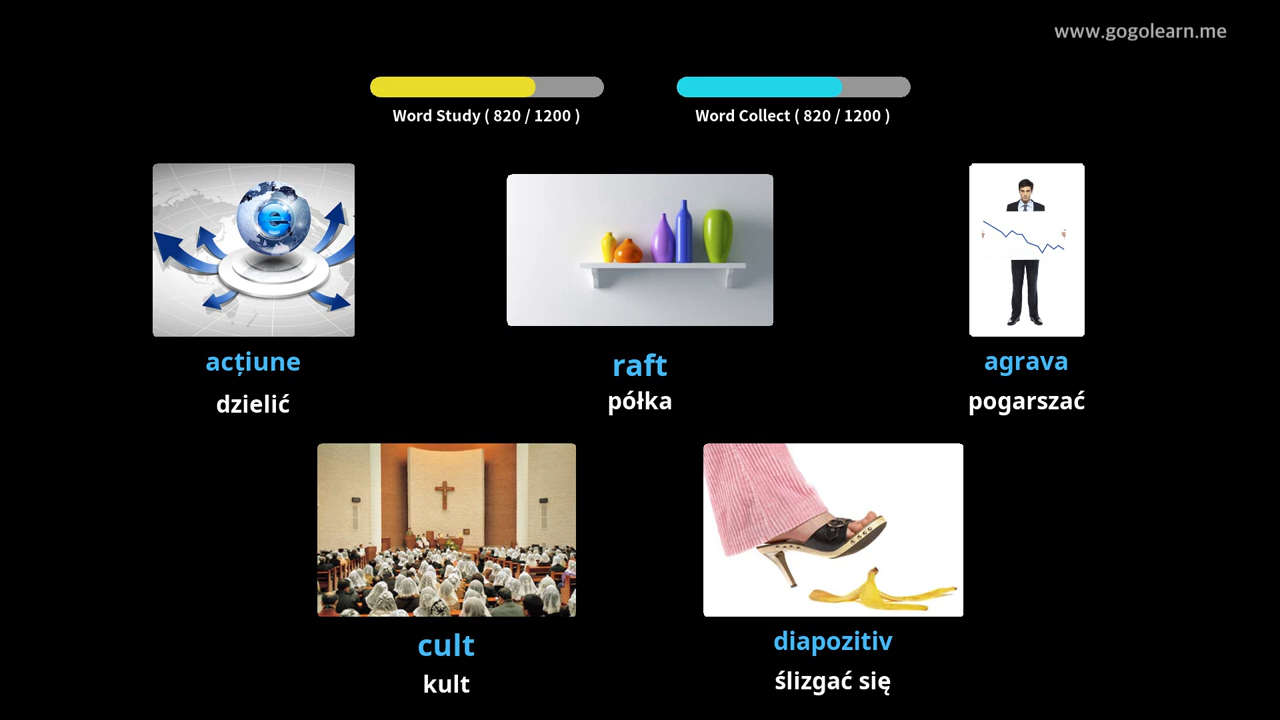 www.gogolearn.me
Word Study ( 820 / 1200 )
Word Collect ( 820 / 1200 )
e
acțiune
dzielić
raft
półka
agrava
pogarszać
cult
kult
diapozitiv
ślizgać się